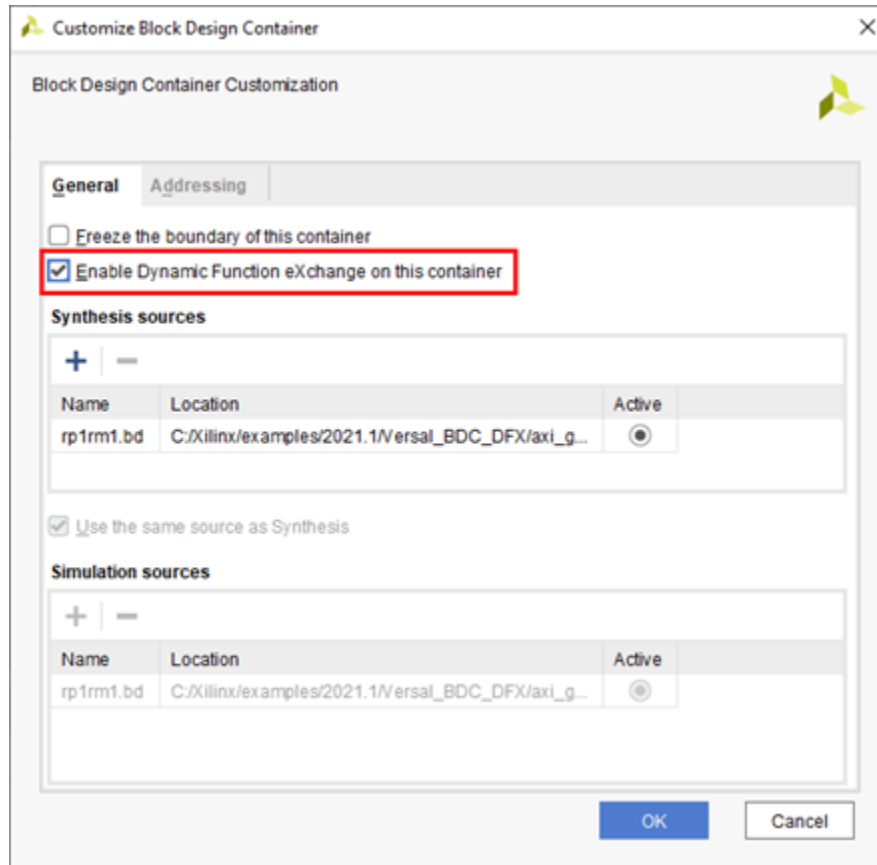 Customize Block Design Container
Block Design Container Customization
General Addressing
Freeze the boundary of this container
Enable Dynamic Function eXchange on this container
Synthesis sources
Name Location Active
rp1rm1.bd C:/Xilinx/examples/2021.1/Versal_BDC_DFX/axi_g...
Use the same source as Synthesis
Simulation sources
Name Location Active
rp1rm1.bd C:/Xilinx/examples/2021.1/Versal_BDC_DFX/axi_g...
OK Cancel